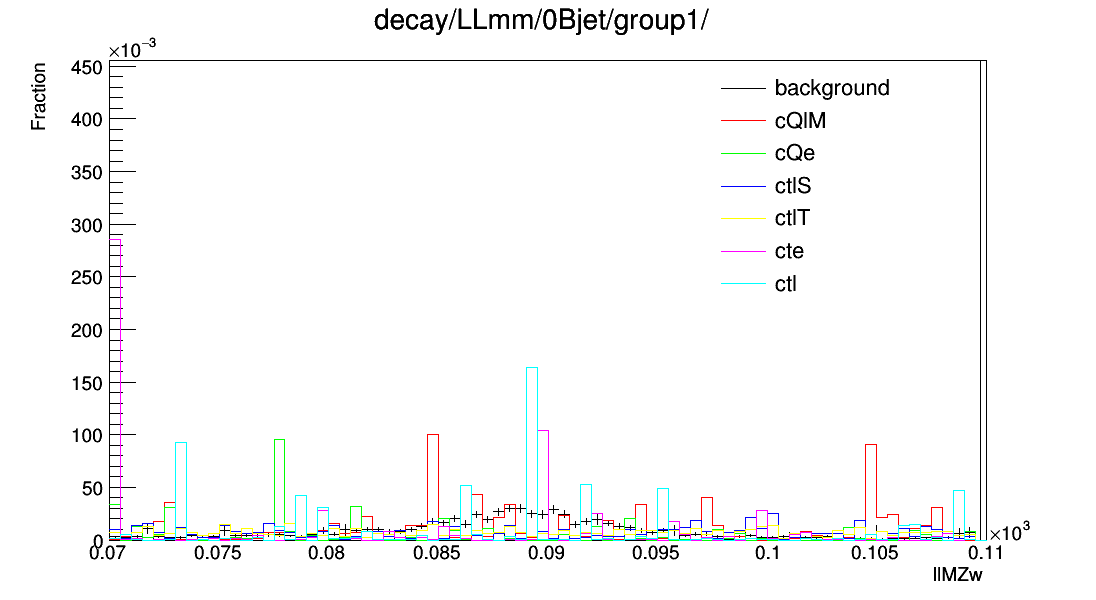 decay/LLmm/0Bjet/group1/
×10⁻³
Fraction
450
400
350
300
250
200
150
100
50
0
background
cQlM
cQe
ctlS
ctlT
cte
ctl
0.07
0.075
0.08
0.085
0.09
0.095
0.1
0.105
0.11
×10³
llMZw